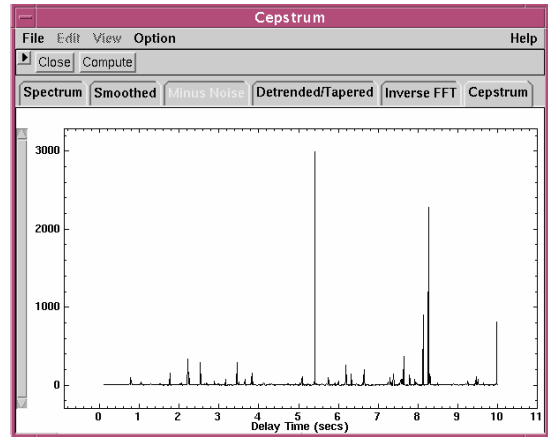 Cepstrum
File Edit View Option Help
Close Compute
Spectrum Smoothed Minus Noise Detrended/Tapered Inverse FFT Cepstrum
3000
2000
1000
0
0 1 2 3 4 5 6 7 8 9 10 11
Delay Time (secs)